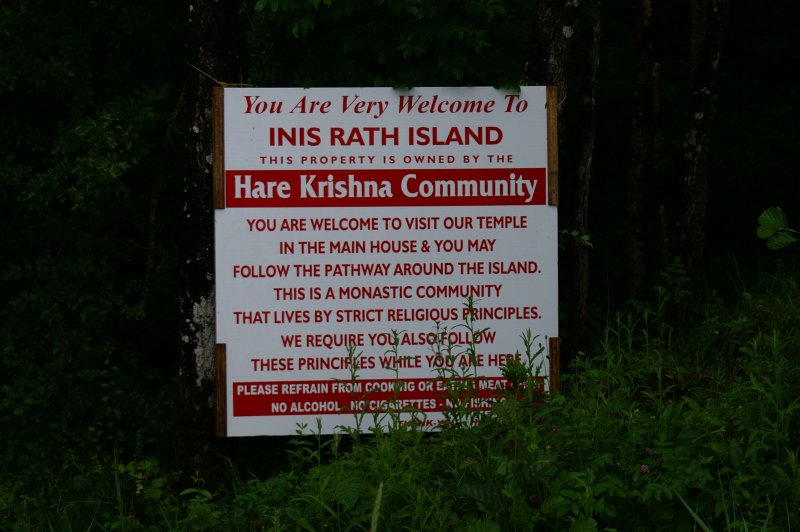 You Are Very Welcome To
INIS RATH ISLAND
THIS PROPERTY IS OWNED BY THE
Hare Krishna Community
YOU ARE WELCOME TO VISIT OUR TEMPLE
IN THE MAIN HOUSE & YOU MAY
FOLLOW THE PATHWAY AROUND THE ISLAND.
THIS IS A MONASTIC COMMUNITY
THAT LIVES BY STRICT RELIGIOUS PRINCIPLES.
WE REQUIRE YOU ALSO FOLLOW
THESE PRINCIPLES WHILE YOU ARE HERE
PLEASE REFRAIN FROM COOKING OR EATING MEAT
NO ALCOHOL - NO CIGARETTES - NO FISHING